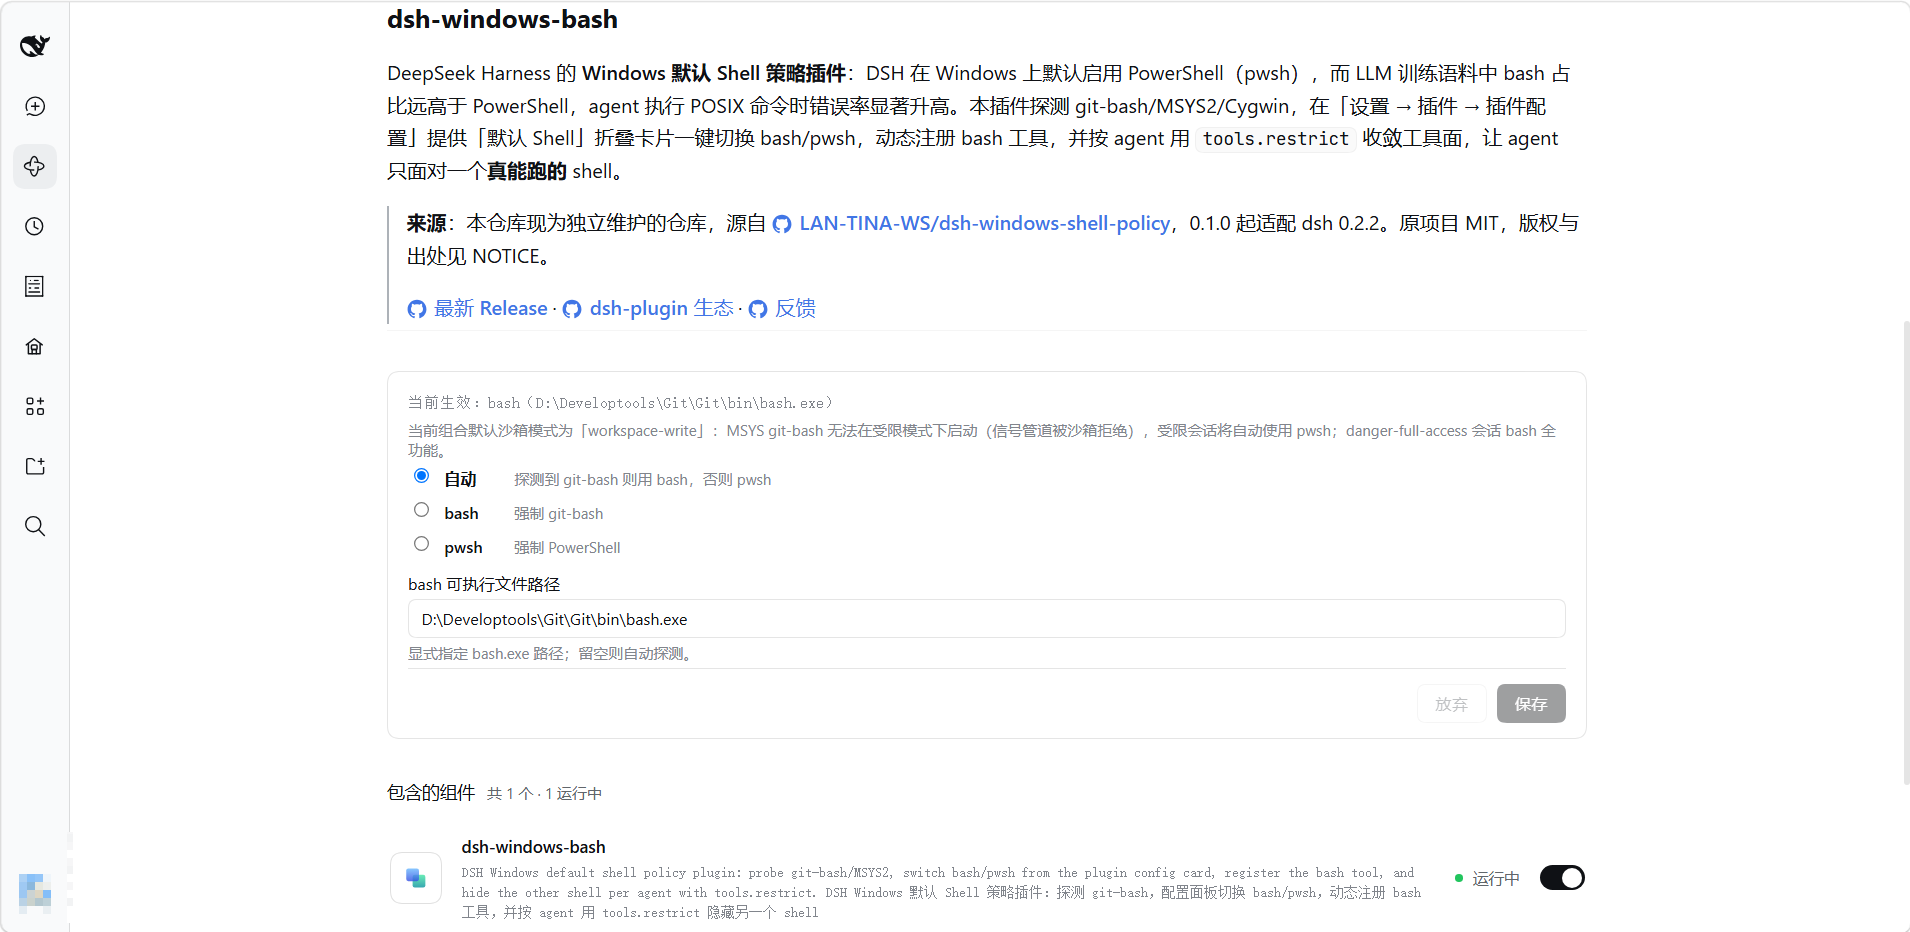 dsh-windows-bash
DeepSeek Harness 的 Windows 默认 Shell 策略插件：DSH 在 Windows 上默认启用 PowerShell（pwsh），而 LLM 训练语料中 bash 占
比远高于 PowerShell，agent 执行 POSIX 命令时错误率显著升高。本插件探测 git-bash/MSYS2/Cygwin，在「设置 → 插件 → 插件配
置」提供「默认 Shell」折叠卡片一键切换 bash/pwsh，动态注册 bash 工具，并按 agent 用 tools.restrict 收敛工具面，让 agent
只面对一个真能跑的 shell。
来源：本仓库现为独立维护的仓库，源自 LAN-TINA-WS/dsh-windows-shell-policy，0.1.0 起适配 dsh 0.2.2。原项目 MIT，版权与
出处见 NOTICE。
最新 Release · dsh-plugin 生态 · 反馈
当前生效：bash（D:\Developtools\Git\Git\bin\bash.exe）
当前组合默认沙箱模式为「workspace-write」：MSYS git-bash 无法在受限模式下启动（信号管道被沙箱拒绝），受限会话将自动使用 pwsh；danger-full-access 会话 bash 全
功能。
自动 探测到 git-bash 则用 bash，否则 pwsh
bash 强制 git-bash
pwsh 强制 PowerShell
bash 可执行文件路径
D:\Developtools\Git\Git\bin\bash.exe
显式指定 bash.exe 路径；留空则自动探测。
放弃 保存
包含的组件 共 1 个 · 1 运行中
dsh-windows-bash
DSH Windows default shell policy plugin: probe git-bash/MSYS2, switch bash/pwsh from the plugin config card, register the bash tool, and
hide the other shell per agent with tools.restrict. DSH Windows 默认 Shell 策略插件：探测 git-bash，配置面板切换 bash/pwsh，动态注册 bash
工具，并按 agent 用 tools.restrict 隐藏另一个 shell
运行中